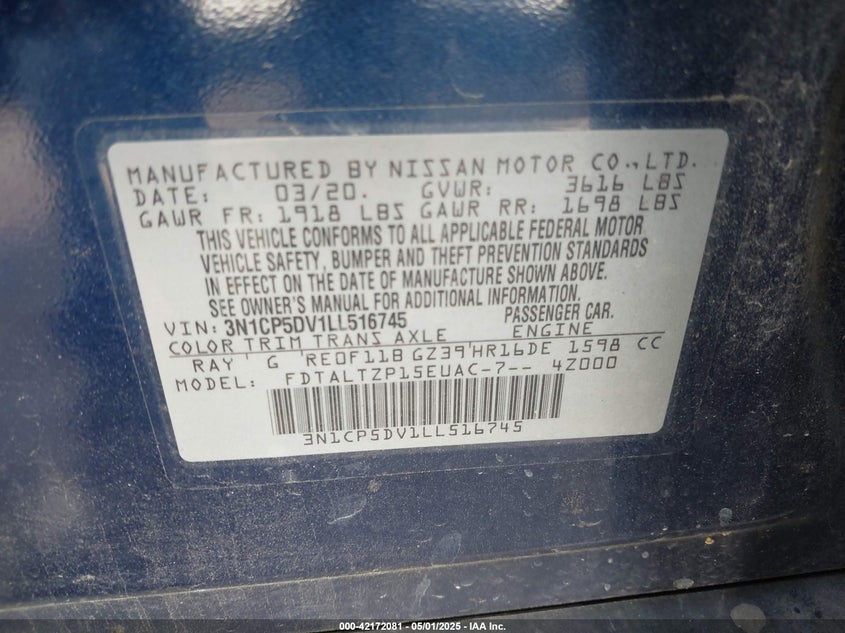 MANUFACTURED BY NISSAN MOTOR CO., LTD.
DATE: 03/20. GVWR: 3616 LBS
GAWR FR: 1918 LBS GAWR RR: 1698 LBS
THIS VEHICLE CONFORMS TO ALL APPLICABLE FEDERAL MOTOR
VEHICLE SAFETY, BUMPER AND THEFT PREVENTION STANDARDS
IN EFFECT ON THE DATE OF MANUFACTURE SHOWN ABOVE.
SEE OWNER'S MANUAL FOR ADDITIONAL INFORMATION.
VIN: 3N1CP5DV1LL516745 PASSENGER CAR.
COLOR TRIM TRANS AXLE ENGINE
RAY ' G 'RE0F11B GZ39'HR16DE 1598 CC
MODEL: FDTALTZP15EUAC-7-- 4Z000
3N1CP5DV1LL516745
000-42172081 - 05/01/2025 - IAA Inc.